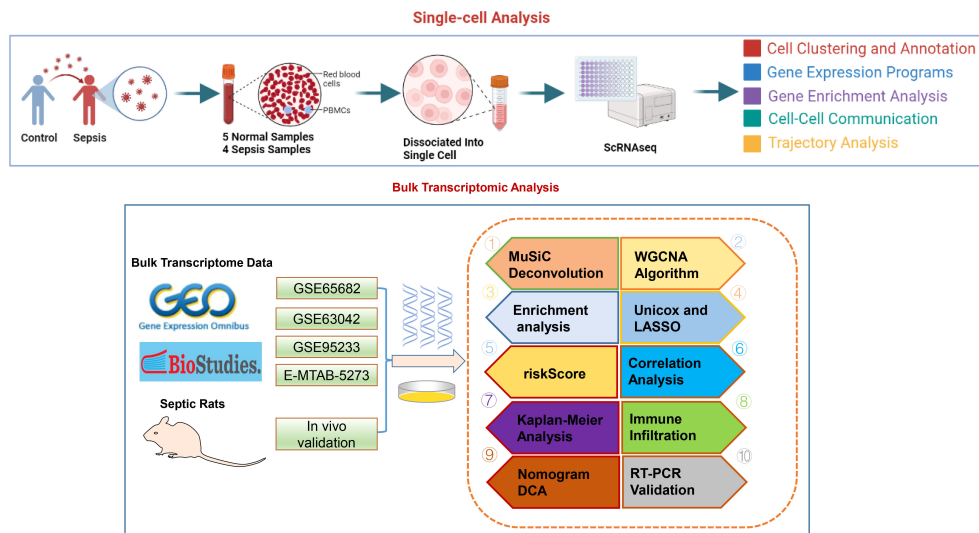 Single-cell Analysis
Control
Sepsis
Red blood
cells
PBMCs
5 Normal Samples
4 Sepsis Samples
Dissociated Into
Single Cell
ScRNAseq
Cell Clustering and Annotation
Gene Expression Programs
Gene Enrichment Analysis
Cell-Cell Communication
Trajectory Analysis
Bulk Transcriptomic Analysis
Bulk Transcriptome Data
GEO
Gene Expression Omnibus
BioStudies.
Septic Rats
GSE65682
GSE63042
GSE95233
E-MTAB-5273
In vivo
validation
①
MuSiC
Deconvolution
②
WGCNA
Algorithm
③
Enrichment
analysis
④
Unicox and
LASSO
⑤
riskScore
⑥
Correlation
Analysis
⑦
Kaplan-Meier
Analysis
⑧
Immune
Infiltration
⑨
Nomogram
DCA
⑩
RT-PCR
Validation